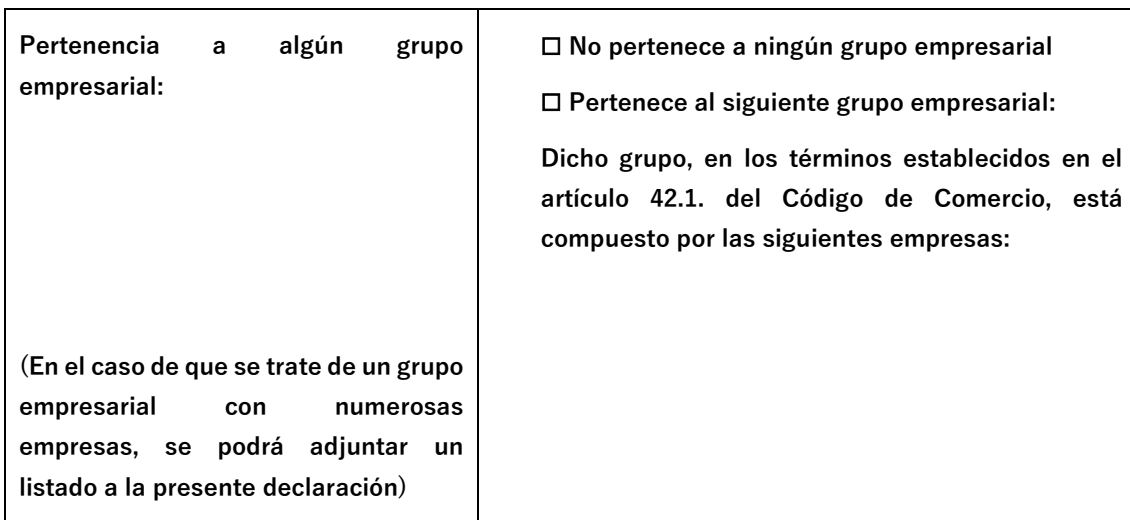 Pertenencia a algún grupo
empresarial:
(En el caso de que se trate de un grupo
empresarial con numerosas
empresas, se podrá adjuntar un
listado a la presente declaración)
☐ No pertenece a ningún grupo empresarial
☐ Pertenece al siguiente grupo empresarial:
Dicho grupo, en los términos establecidos en el
artículo 42.1. del Código de Comercio, está
compuesto por las siguientes empresas: